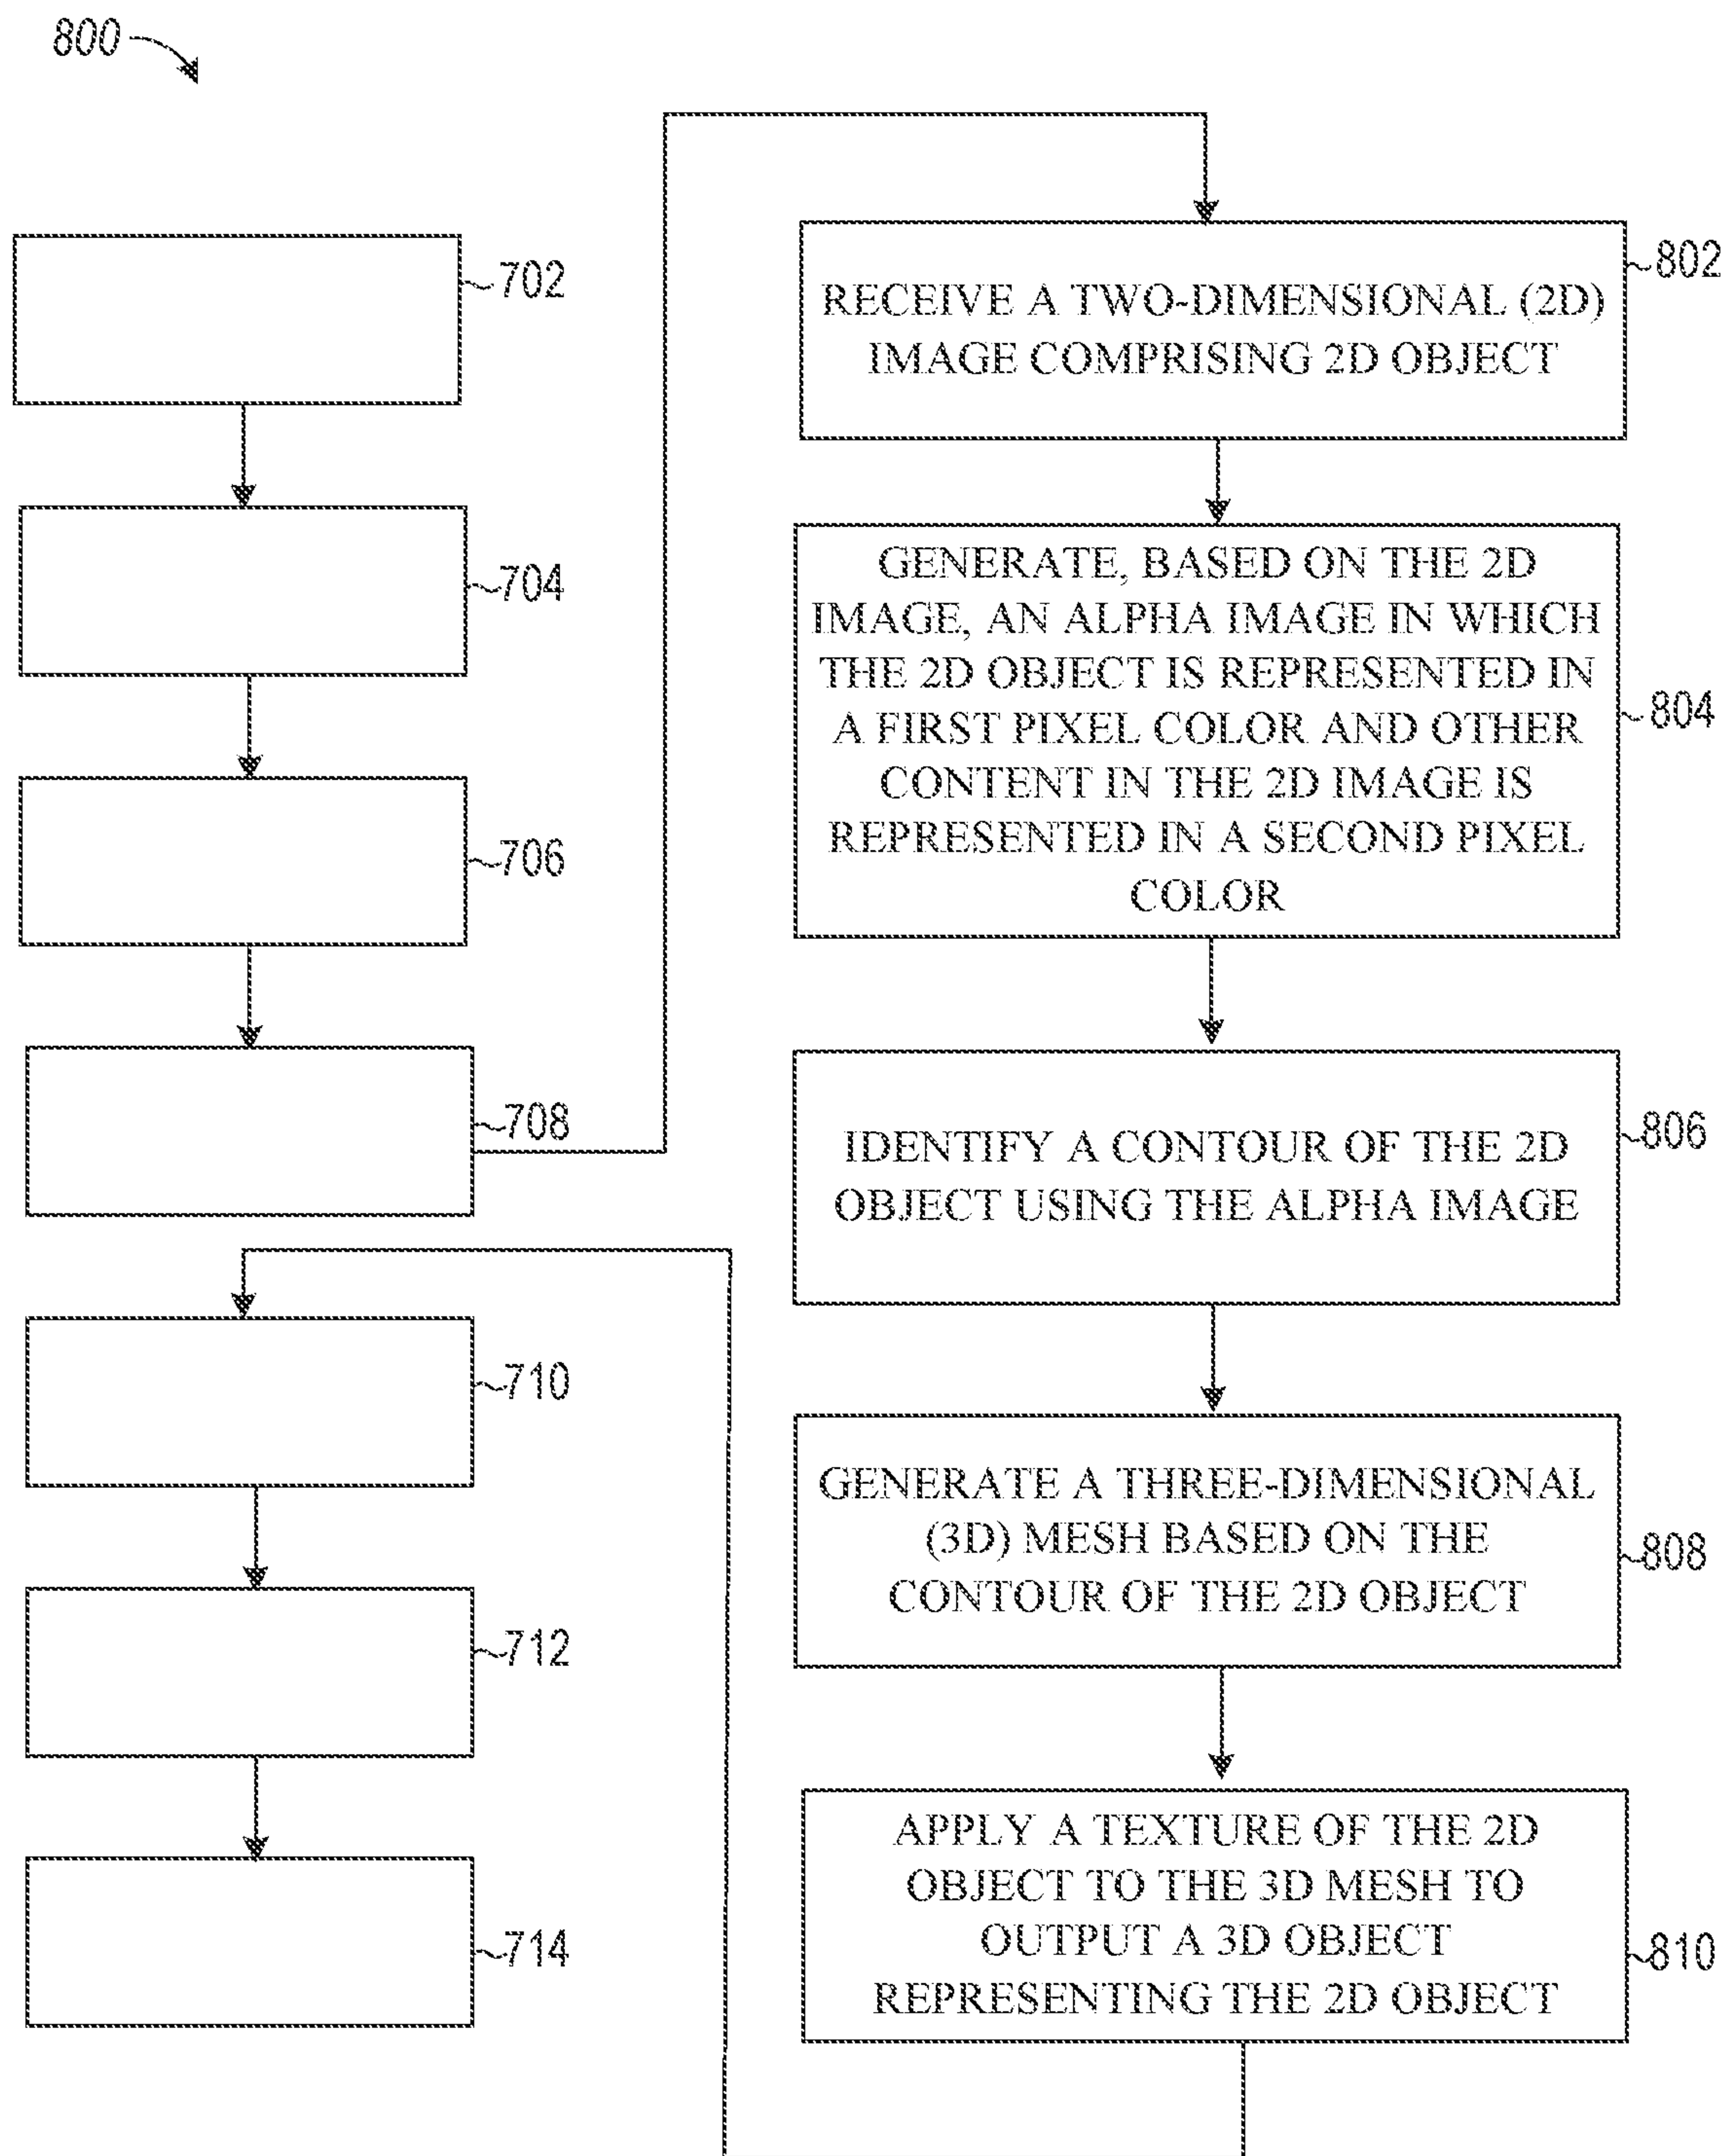 800
702
704
706
708
710
712
714
RECEIVE A TWO-DIMENSIONAL (2D)
IMAGE COMPRISING 2D OBJECT
802
GENERATE, BASED ON THE 2D
IMAGE, AN ALPHA IMAGE IN WHICH
THE 2D OBJECT IS REPRESENTED IN
A FIRST PIXEL COLOR AND OTHER
CONTENT IN THE 2D IMAGE IS
REPRESENTED IN A SECOND PIXEL
COLOR
804
IDENTIFY A CONTOUR OF THE 2D
OBJECT USING THE ALPHA IMAGE
806
GENERATE A THREE-DIMENSIONAL
(3D) MESH BASED ON THE
CONTOUR OF THE 2D OBJECT
808
APPLY A TEXTURE OF THE 2D
OBJECT TO THE 3D MESH TO
OUTPUT A 3D OBJECT
REPRESENTING THE 2D OBJECT
810